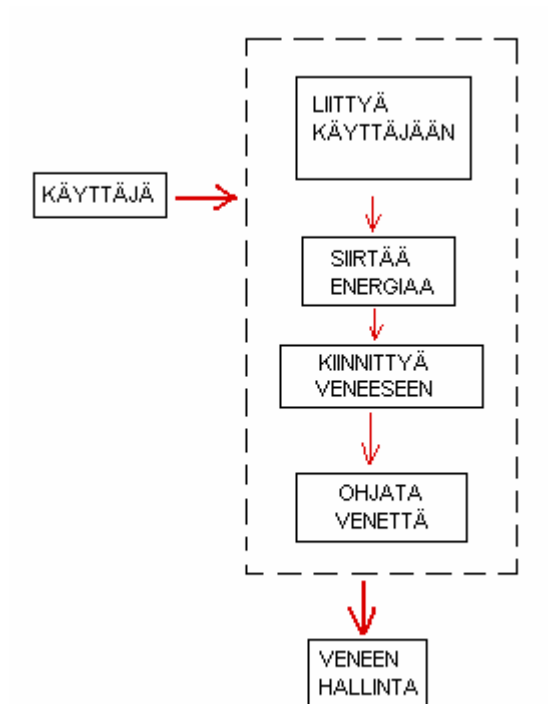 KÄYTTÄJÄ
LIITTYÄ
KÄYTTÄJÄÄN
SIIRTÄÄ
ENERGIAA
KIINNITTYÄ
VENEESEEN
OHJATA
VENETTÄ
VENEEN
HALLINTA